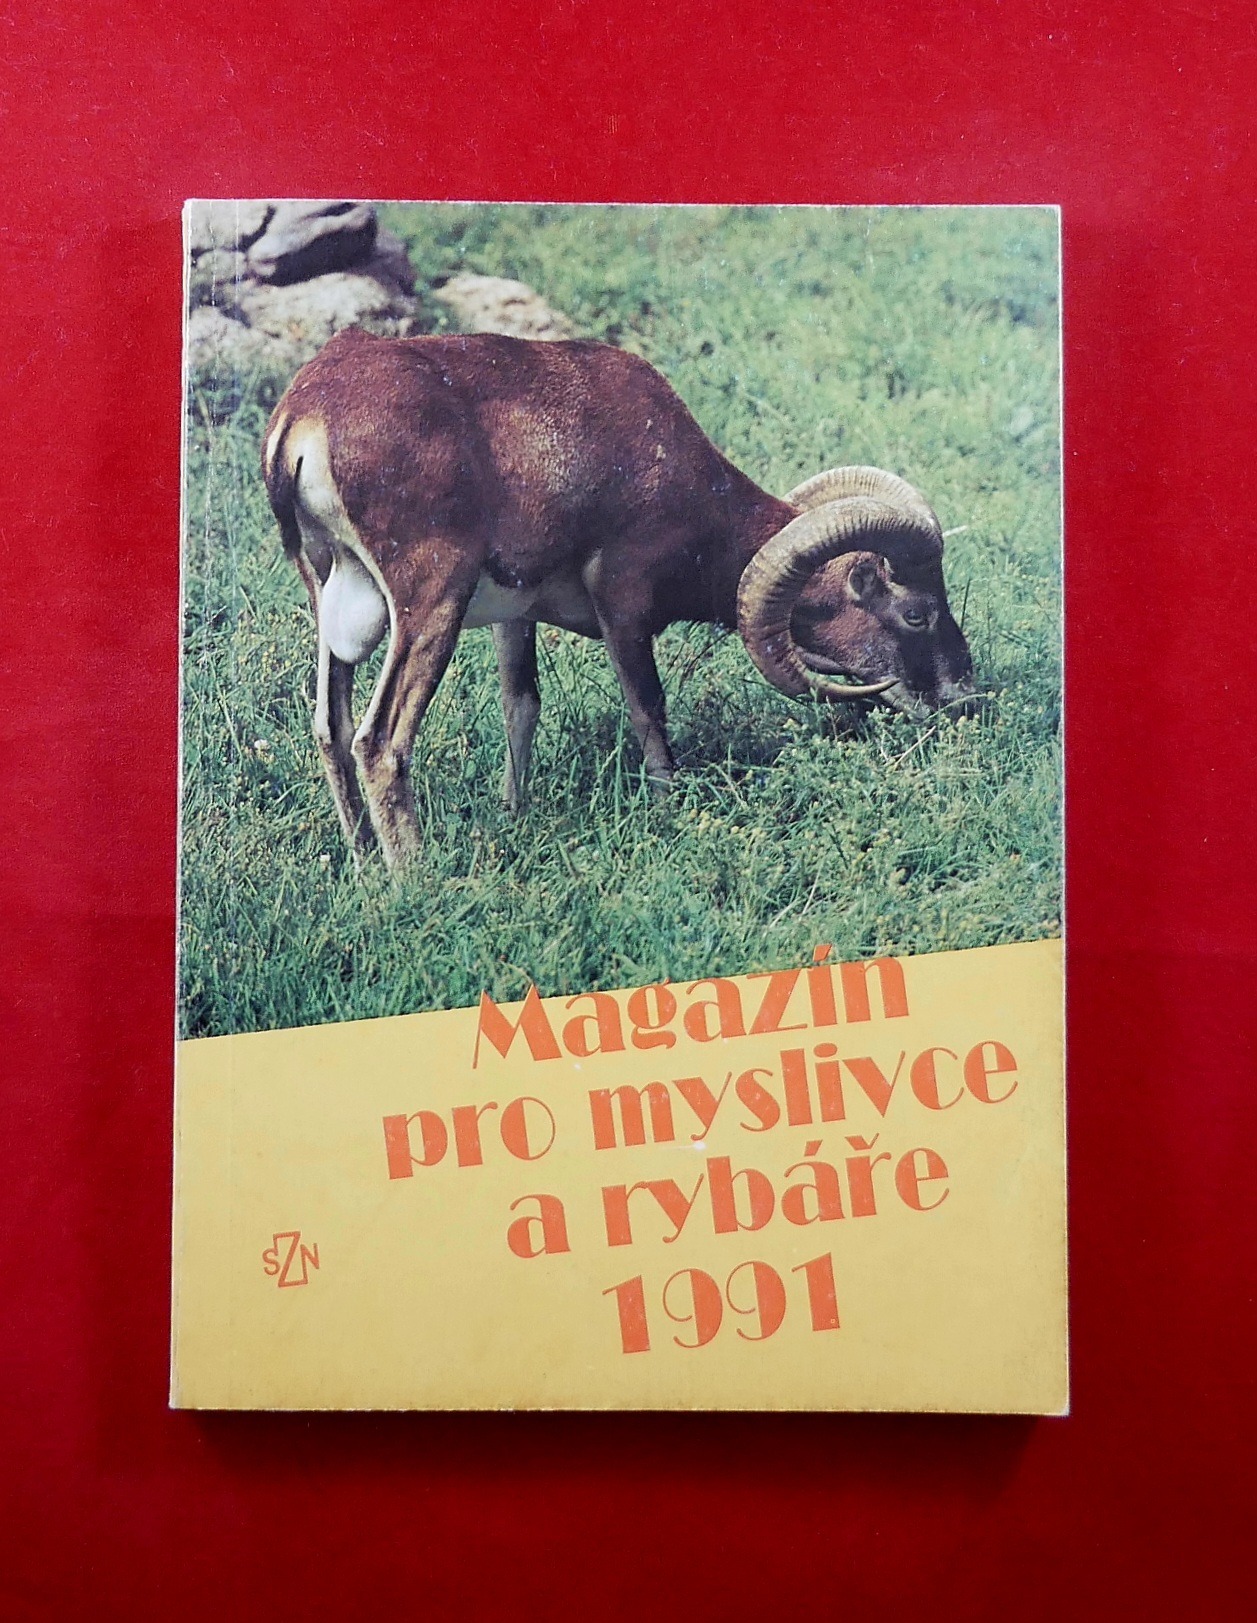 Magazín
pro myslivce
a rybáře
1991
SZN